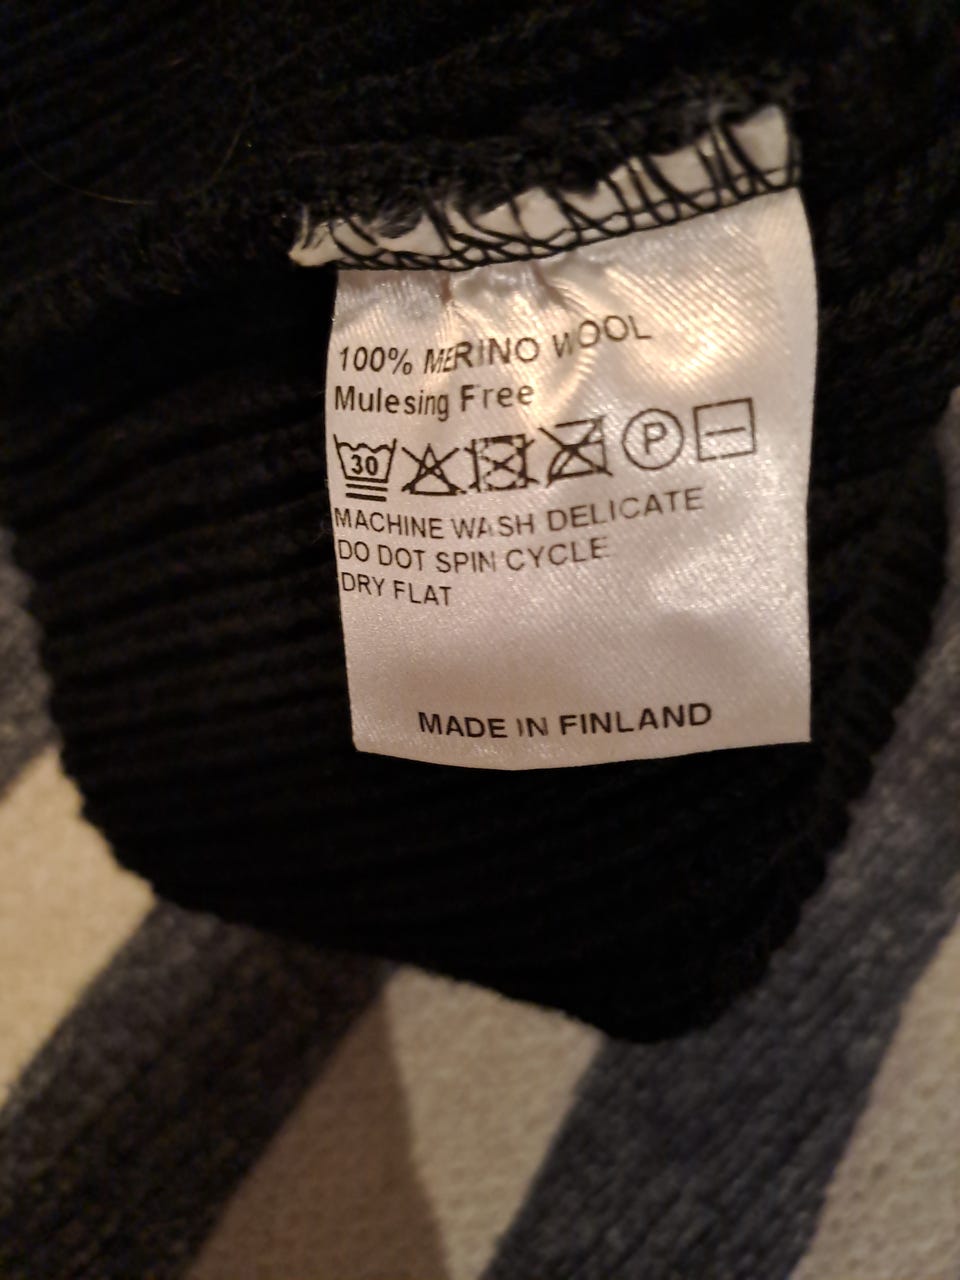 100% MERINO WOOL
Mulesing Free
30 P
MACHINE WASH DELICATE
DO DOT SPIN CYCLE
DRY FLAT
MADE IN FINLAND